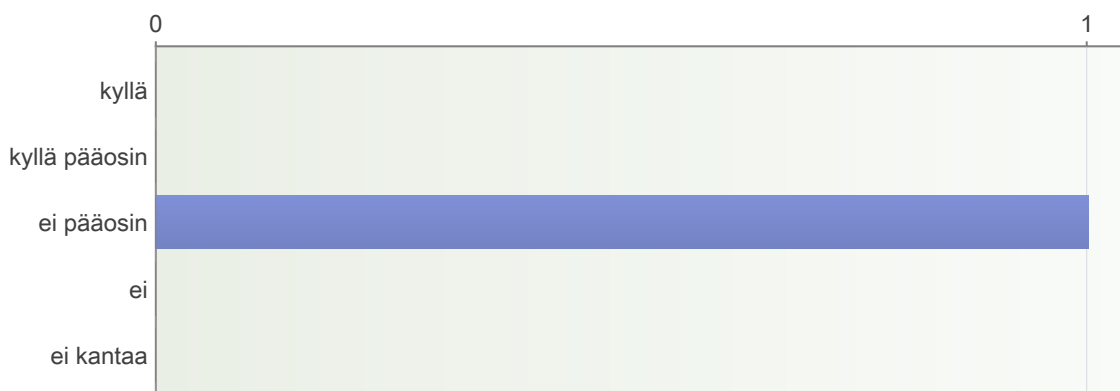 0 1
kyllä
kyllä pääosin
ei pääosin
ei
ei kantaa